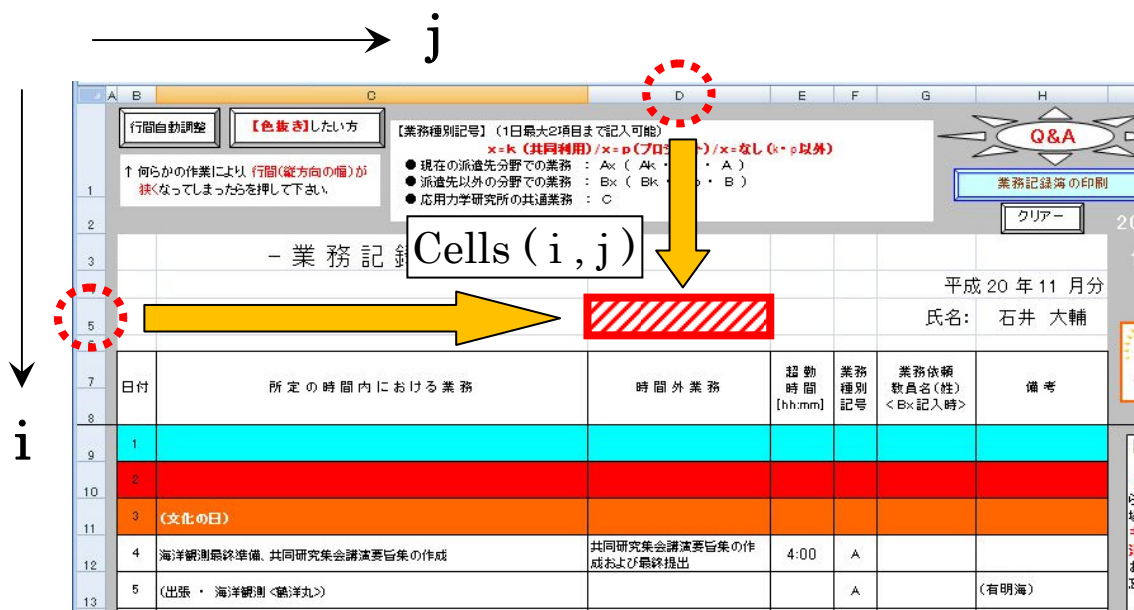 j
A B C D E F G H
行間自動調整 【色抜き】したい方
↑何らかの作業により、行間(縦方向の幅)が
狭くなってしまったらを押して下さい。
【業務種別記号】(1日最大2項目まで記入可能)
x=k (共同利用)/x=p(プロジェクト)/x=なし(k・p以外)
●現在の派遣先分野での業務 : Ax ( Ak ・ ・ A )
●派遣先以外の分野での業務 : Bx ( Bk ・ ・ B )
●応用力学研究所の共通業務 : C
Q&A
業務記録簿の印刷
クリアー
1
2
20
3
-業務記
Cells(i,j)
平成 20 年 11 月分
5
氏名: 石井 大輔
7
日付 所定の時間内における業務 時間外業務 超勤時間[hh:mm] 業務種別記号 業務依頼教員名(姓)<Bx記入時> 備考
8
i
9 1
10 2
11 3 (文化の日)
12 4 海洋観測最終準備、共同研究集会講演要旨集の作成 共同研究集会講演要旨集の作
成および最終提出 4:00 A
13 5 (出張 ・ 海洋観測<鶴洋丸>) A (有明海)